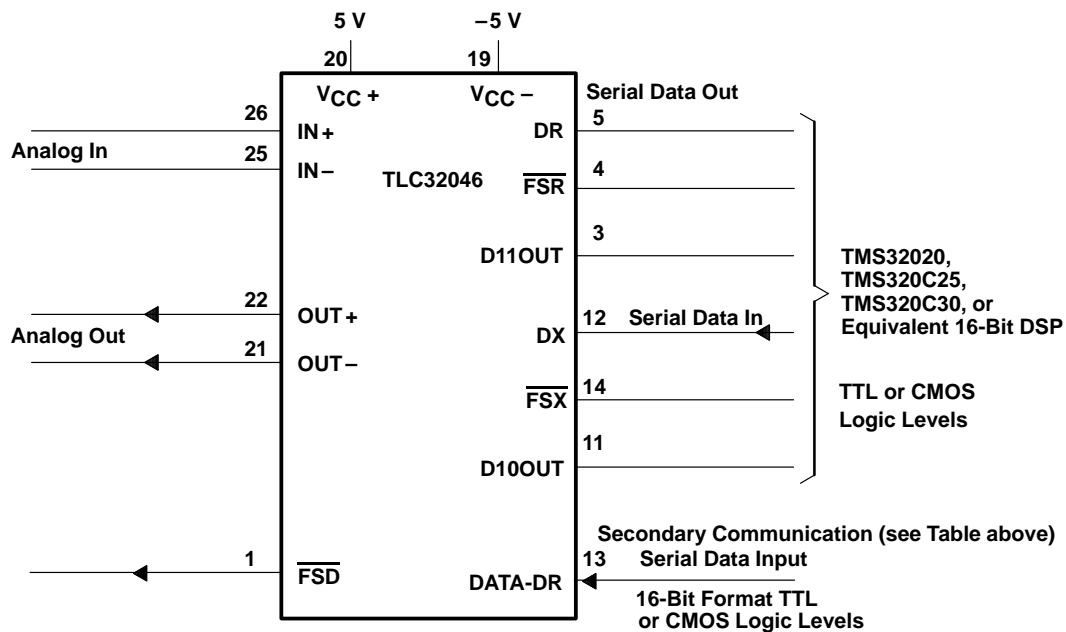 5 V
–5 V
20
19
VCC +
VCC –
Serial Data Out
26
IN +
DR
5
Analog In
25
IN –
TLC32046
FSR
4
D11OUT
3
TMS32020,
TMS320C25,
TMS320C30, or
Equivalent 16-Bit DSP
22
OUT +
DX
12
Serial Data In
Analog Out
21
OUT –
FSX
14
TTL or CMOS
Logic Levels
D10OUT
11
Secondary Communication (see Table above)
1
FSD
DATA-DR
13
Serial Data Input
16-Bit Format TTL
or CMOS Logic Levels